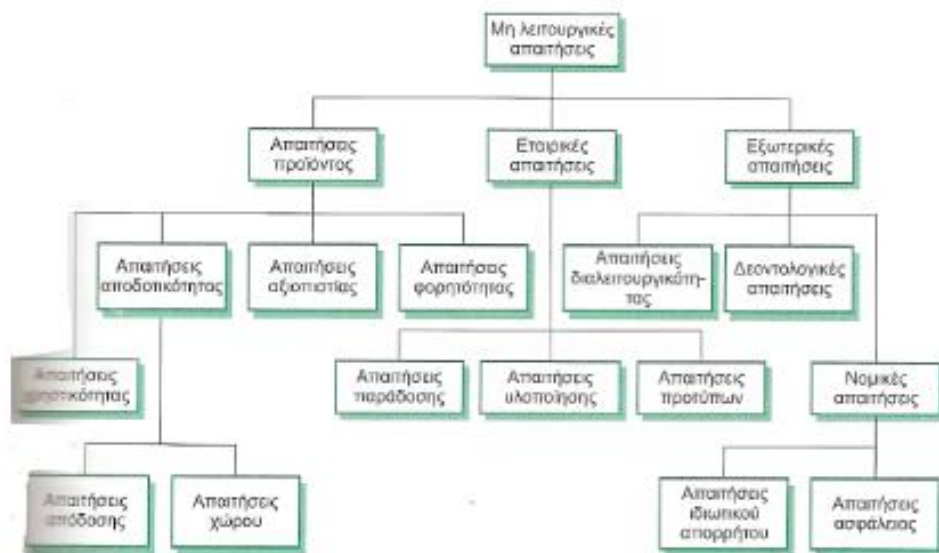 Μη λειτουργικές
απαιτήσεις
Απαιτήσεις
προϊόντος
Εταιρικές
απαιτήσεις
Εξωτερικές
απαιτήσεις
Απαιτήσεις
αποδοτικότητας
Απαιτήσεις
αξιοπιστίας
Απαιτήσεις
φορητότητας
Απαιτήσεις
διαλειτουργικότη-
τας
Δεοντολογικές
απαιτήσεις
Απαιτήσεις
χρηστικότητας
Απαιτήσεις
παράδοσης
Απαιτήσεις
υλοποίησης
Απαιτήσεις
προτύπων
Νομικές
απαιτήσεις
Απαιτήσεις
απόδοσης
Απαιτήσεις
χώρου
Απαιτήσεις
ιδιωτικού
απορρήτου
Απαιτήσεις
ασφάλειας